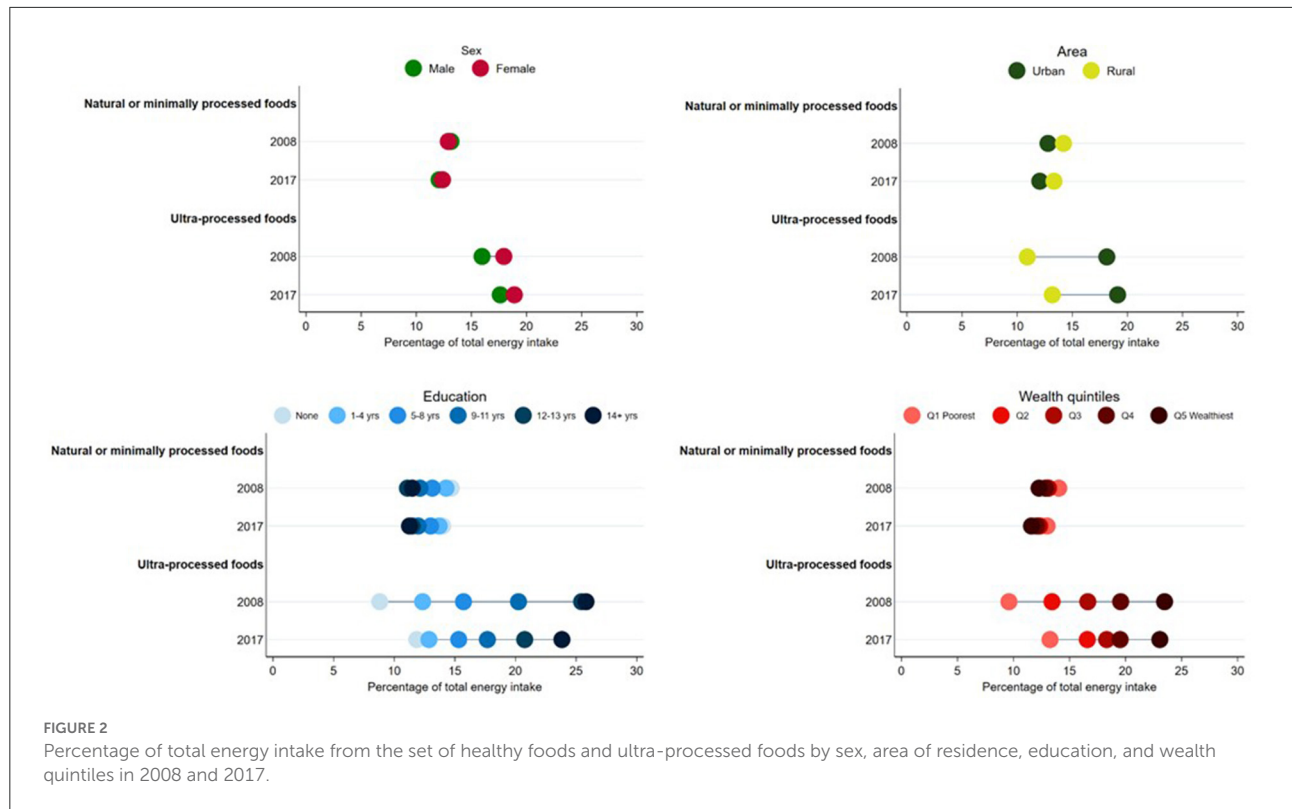 Sex
Male Female
Natural or minimally processed foods
2008
2017
Ultra-processed foods
2008
2017
0 5 10 15 20 25 30
Percentage of total energy intake
Area
Urban Rural
Natural or minimally processed foods
2008
2017
Ultra-processed foods
2008
2017
0 5 10 15 20 25 30
Percentage of total energy intake
Education
None 1-4 yrs 5-8 yrs 9-11 yrs 12-13 yrs 14+ yrs
Natural or minimally processed foods
2008
2017
Ultra-processed foods
2008
2017
0 5 10 15 20 25 30
Percentage of total energy intake
Wealth quintiles
Q1 Poorest Q2 Q3 Q4 Q5 Wealthiest
Natural or minimally processed foods
2008
2017
Ultra-processed foods
2008
2017
0 5 10 15 20 25 30
Percentage of total energy intake
FIGURE 2
Percentage of total energy intake from the set of healthy foods and ultra-processed foods by sex, area of residence, education, and wealth
quintiles in 2008 and 2017.